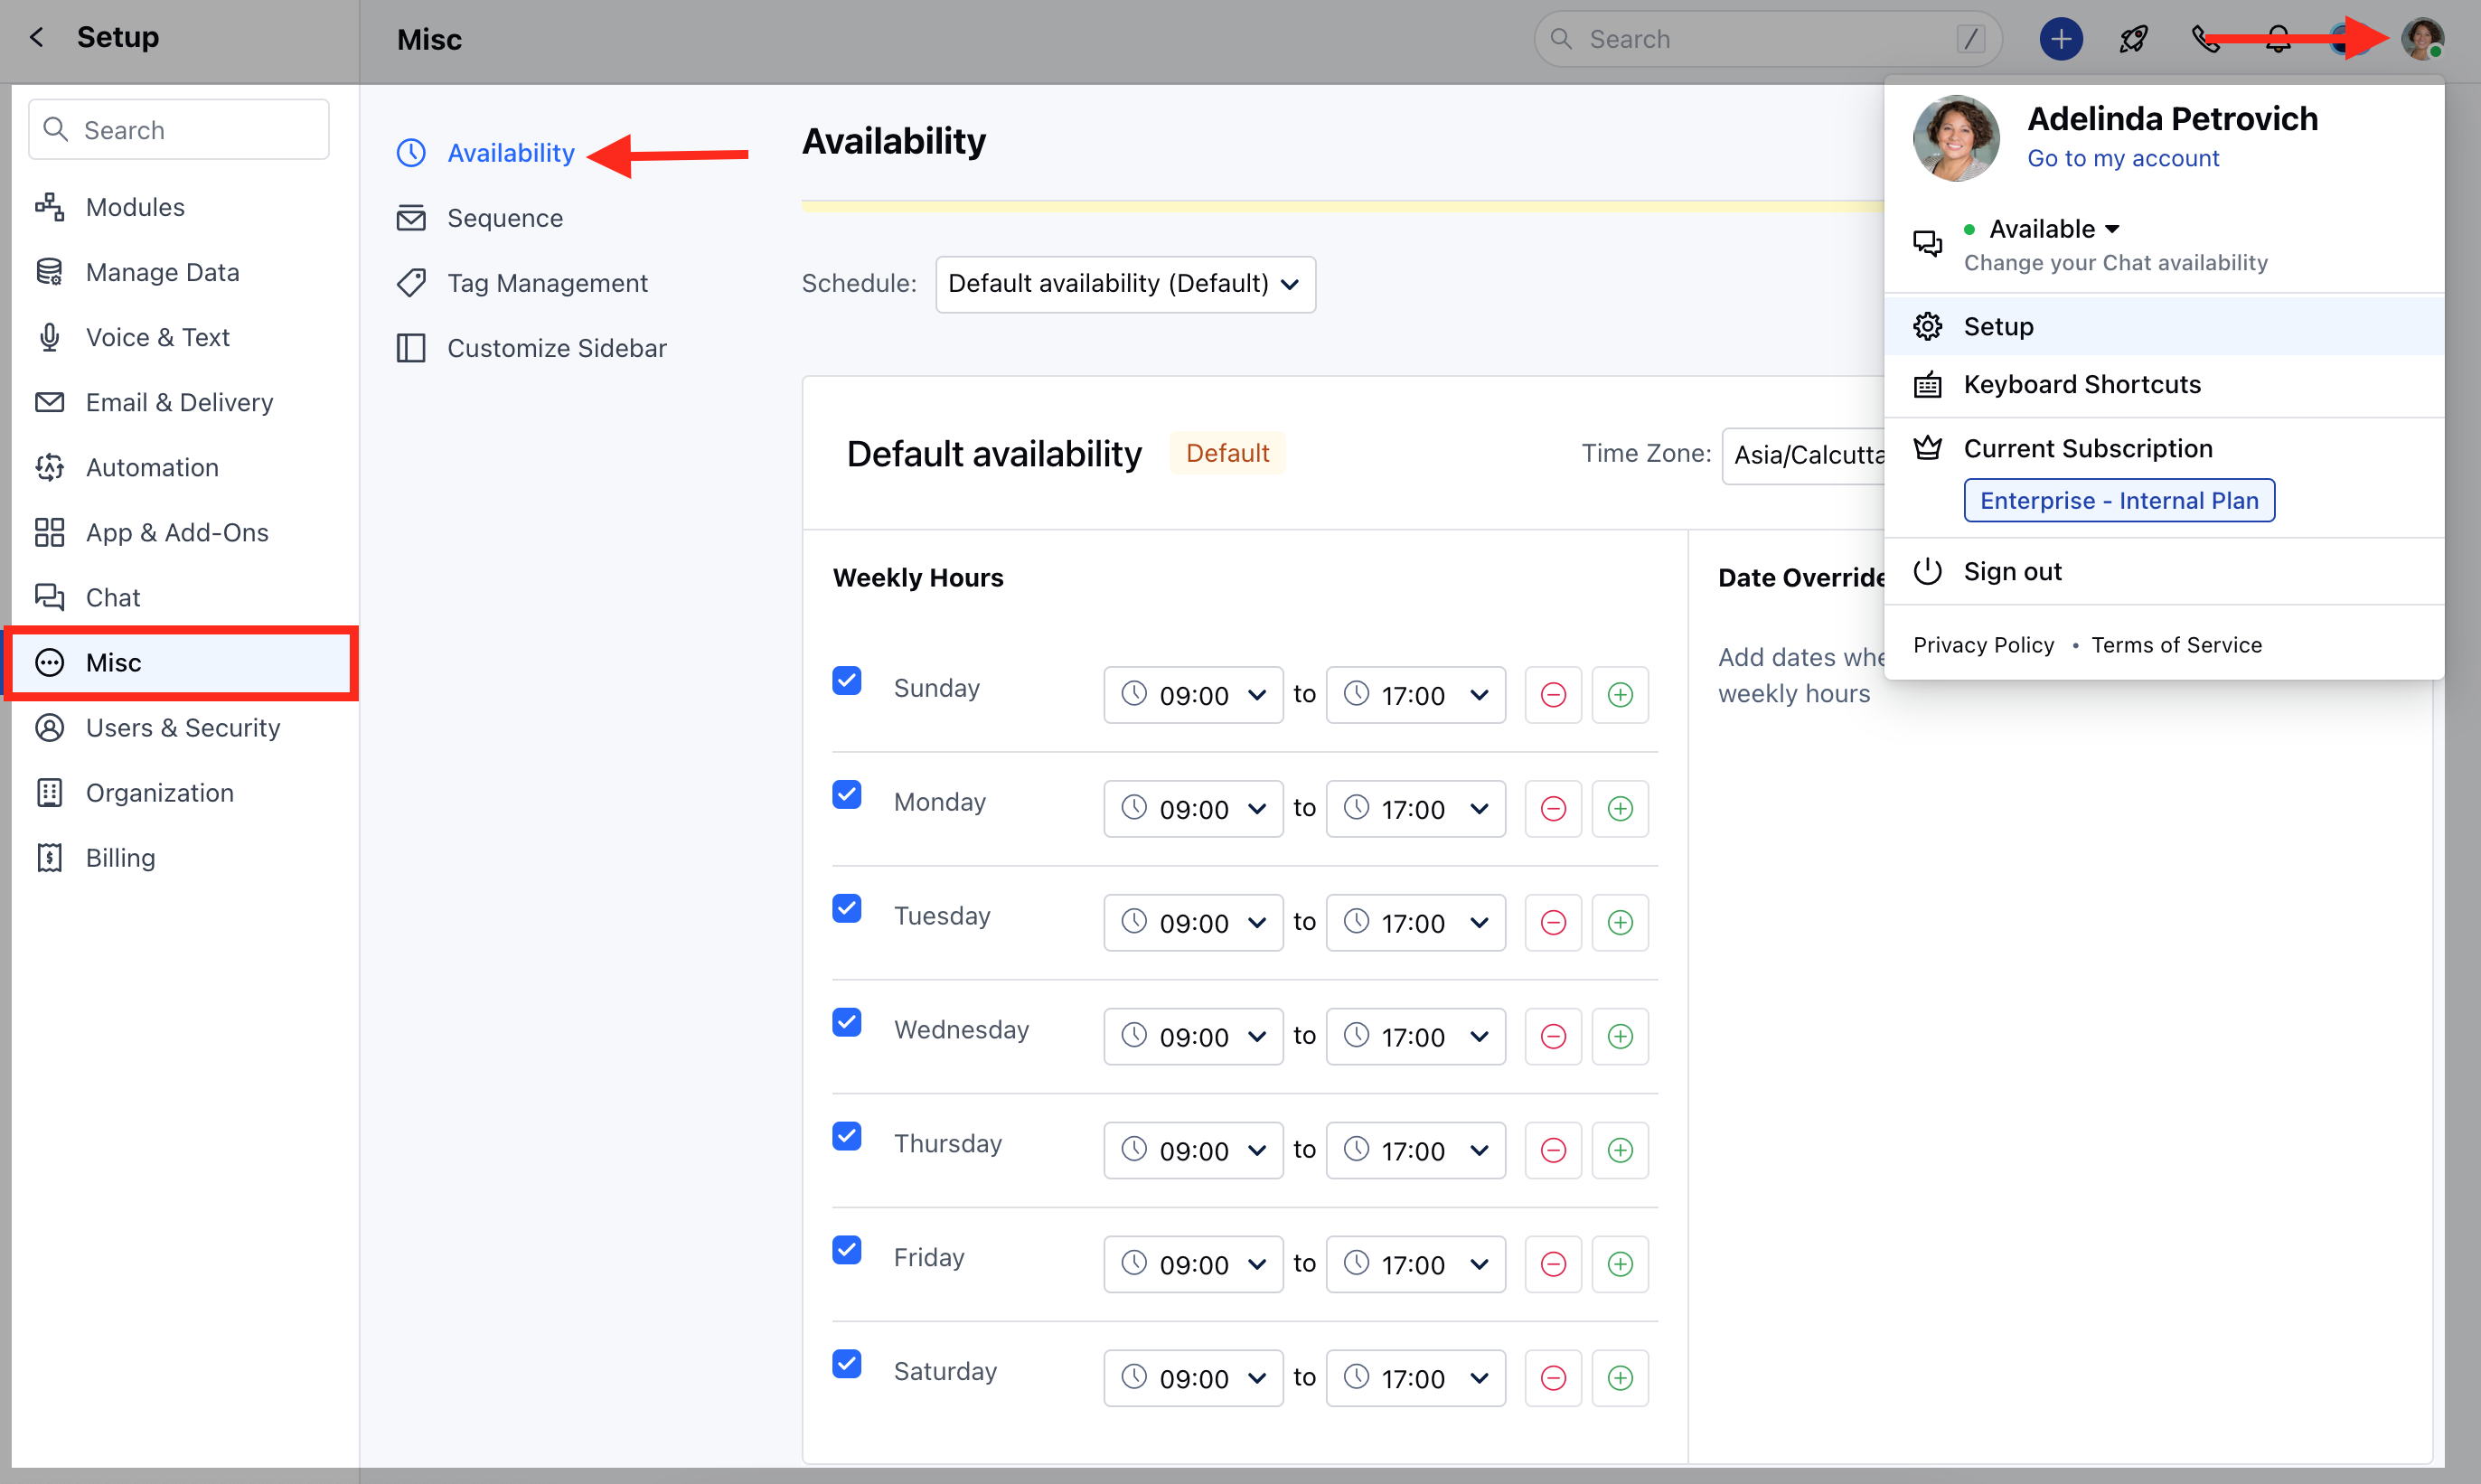 Setup
Misc
Search
/
Search
Modules
Manage Data
Voice & Text
Email & Delivery
Automation
App & Add-Ons
Chat
Misc
Users & Security
Organization
Billing
Availability
Sequence
Tag Management
Customize Sidebar
Availability
Schedule: Default availability (Default)
Default availability Default
Time Zone: Asia/Calcutta
Weekly Hours
Sunday 09:00 to 17:00
Monday 09:00 to 17:00
Tuesday 09:00 to 17:00
Wednesday 09:00 to 17:00
Thursday 09:00 to 17:00
Friday 09:00 to 17:00
Saturday 09:00 to 17:00
Date Override
Add dates whe
weekly hours
Adelinda Petrovich
Go to my account
Available
Change your Chat availability
Setup
Keyboard Shortcuts
Current Subscription
Enterprise - Internal Plan
Sign out
Privacy Policy • Terms of Service